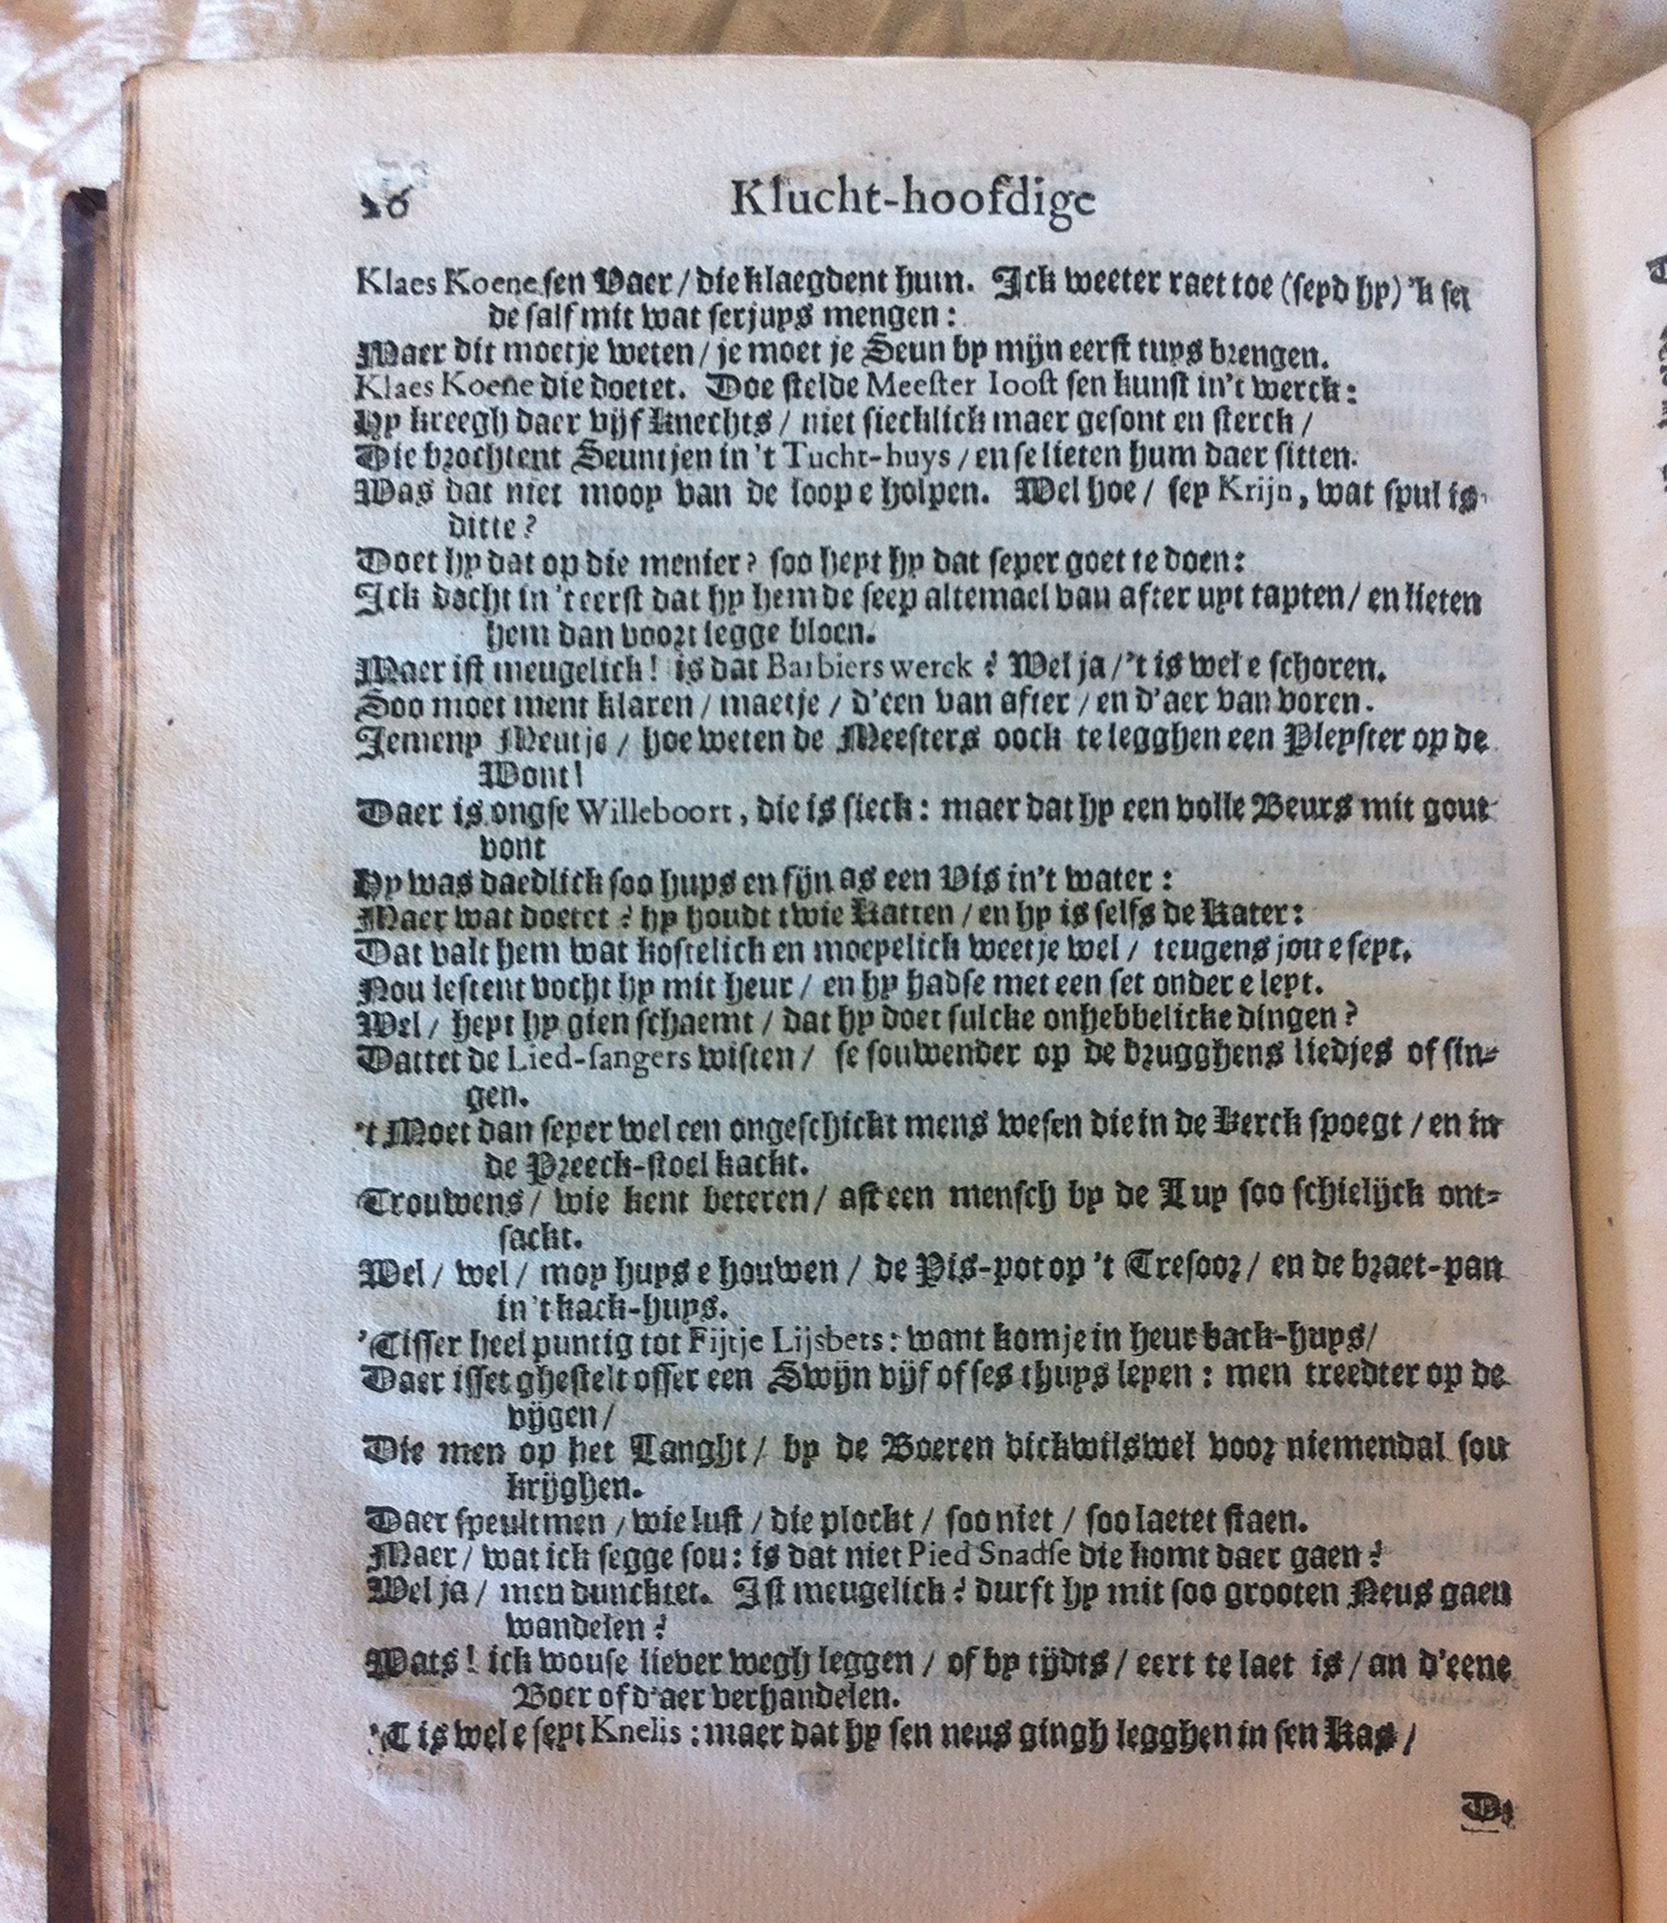 16 Klucht-hoofdige
Klaes Koene sen Vaer / die klaegdent hum. Ick weeter raet toe (seyd hy) 'k sel
de salf mit wat serjuys mengen :
Maer dit moetje weten / je moet je Seun by mijn eerst tuys brengen.
Klaes Koene die doetet. Doe stelde Meester Ioost sen kunst in't werck :
Hy kreegh daer vijf knechts / niet siecklick maer gesont en sterck /
Die brochtent Seuntjen in 't Tucht-huys / en se lieten hum daer sitten.
Was dat niet mooy van de loop e holpen. Wel hoe / sey Krijn, wat spul is
ditte ?
Doet hy dat op die menier ? soo heyt hy dat seper goet te doen :
Ick docht in 't eerst dat hy hem de seep altemael van after uyt tapten / en lieten
hem dan voort legge bloen.
Maer ist meugelick ! is dat Barbiers werck ? Wel ja / 't is wel e schoren.
Soo moet ment klaren / maetje / d'een van after / en d'aer van voren.
Jemeny Meutje / hoe weten de Meesters oock te legghen een Pleyster op de
Wont !
Daer is ongse Willeboort, die is sieck : maer dat hy een volle Beurs mit gout
vont
Hy was daedlick soo huys en sijn as een Vis in't water :
Maer wat doetet ? hy houdt twie Katten / en hy is selfs de Kater :
Dat valt hem wat kostelick en moeyelick weetje wel / teugens jou e seyt.
Nou lestent vocht hy mit heur / en hy hadse met een set onder e leyt.
Wel / heyt hy gien schaemt / dat hy doet sulcke onhebbelicke dingen ?
Dattet de Lied-sangers wisten / se souwender op de brugghens liedjes of sin-
gen.
't Moet dan seper wel een ongeschickt mens wesen die in de Kerck spoegt / en in
de Preeck-stoel kackt.
Trouwens / wie kent beteren / ast een mensch by de Luy soo schielijck ont-
sackt.
Wel / wel / moy huys e houwen / de Pis-pot op 't Tresoor / en de braet-pan
in 't kack-huys.
'Tisser heel puntig tot Fijtje Lijsbets : want kom je in heur back-huys /
Daer isset ghestelt offer een Swijn vijf of ses thuys lepen : men treedter op de
vijgen /
Die men op het Langht / by de Boeren dickwils wel voor niemendal sou
krijghen.
Daer speult men / wie lust / die plockt / soo niet / soo laetet staen.
Maer / wat ick segge sou : is dat niet Pied Snadse die komt daer gaen ?
Wel ja / men duncktet. Ist meugelick ? durft hy mit soo grooten Neus gaen
wandelen ?
Wats ! ick wouse liever wegh leggen / of by tijdts / eert te laet is / an d'eene
Boer of d'aer verhandelen.
'T is wel e seyt Knelis : maer dat hy sen neus gingh legghen in sen Kas /